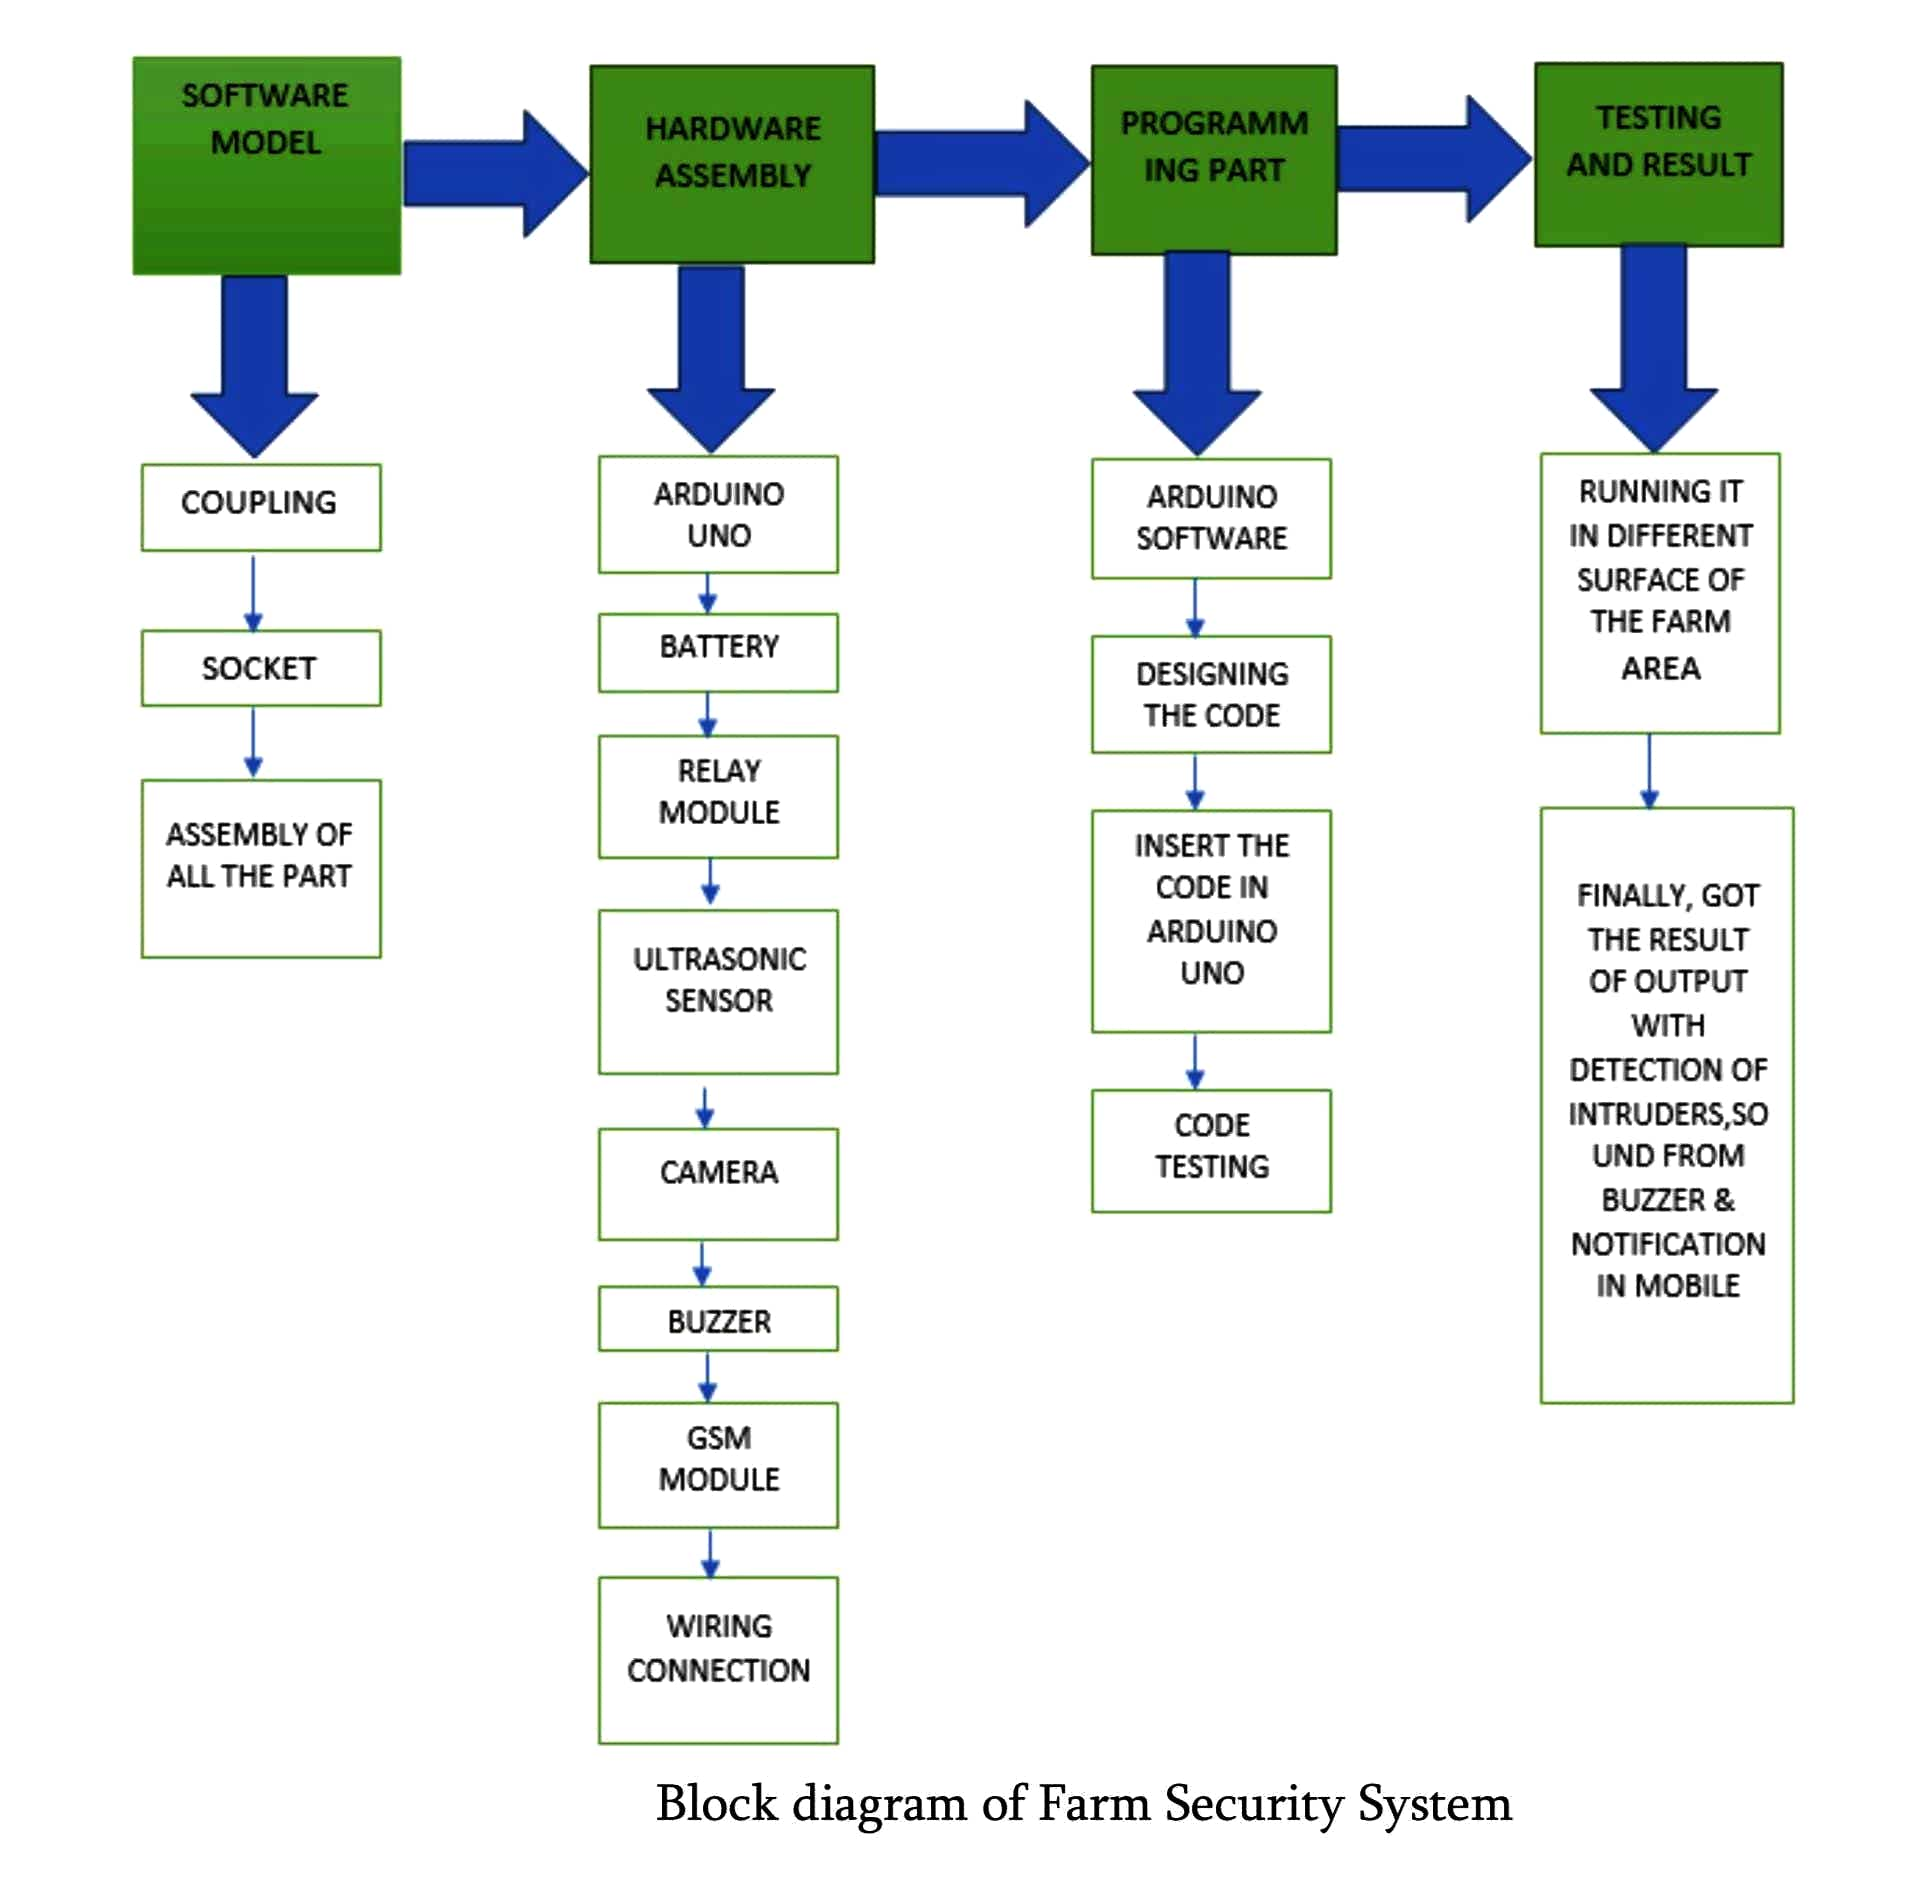 SOFTWARE
MODEL
HARDWARE
ASSEMBLY
PROGRAMM
ING PART
TESTING
AND RESULT
COUPLING
SOCKET
ASSEMBLY OF
ALL THE PART
ARDUINO
UNO
BATTERY
RELAY
MODULE
ULTRASONIC
SENSOR
CAMERA
BUZZER
GSM
MODULE
WIRING
CONNECTION
ARDUINO
SOFTWARE
DESIGNING
THE CODE
INSERT THE
CODE IN
ARDUINO
UNO
CODE
TESTING
RUNNING IT
IN DIFFERENT
SURFACE OF
THE FARM
AREA
FINALLY, GOT
THE RESULT
OF OUTPUT
WITH
DETECTION OF
INTRUDERS,SO
UND FROM
BUZZER &
NOTIFICATION
IN MOBILE
Block diagram of Farm Security System